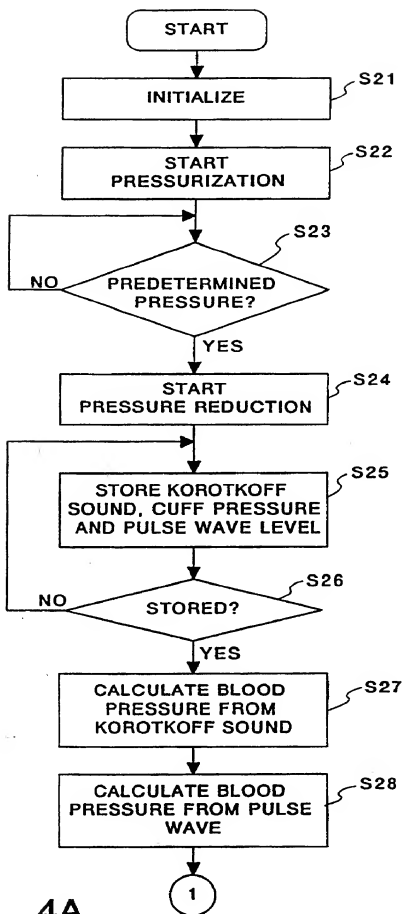 START
S21
INITIALIZE
S22
START
PRESSURIZATION
S23
NO
PREDETERMINED
PRESSURE?
YES
S24
START
PRESSURE REDUCTION
S25
STORE KOROTKOFF
SOUND, CUFF PRESSURE
AND PULSE WAVE LEVEL
S26
NO
STORED?
YES
S27
CALCULATE BLOOD
PRESSURE FROM
KOROTKOFF SOUND
S28
CALCULATE BLOOD
PRESSURE FROM PULSE
WAVE
1
4A